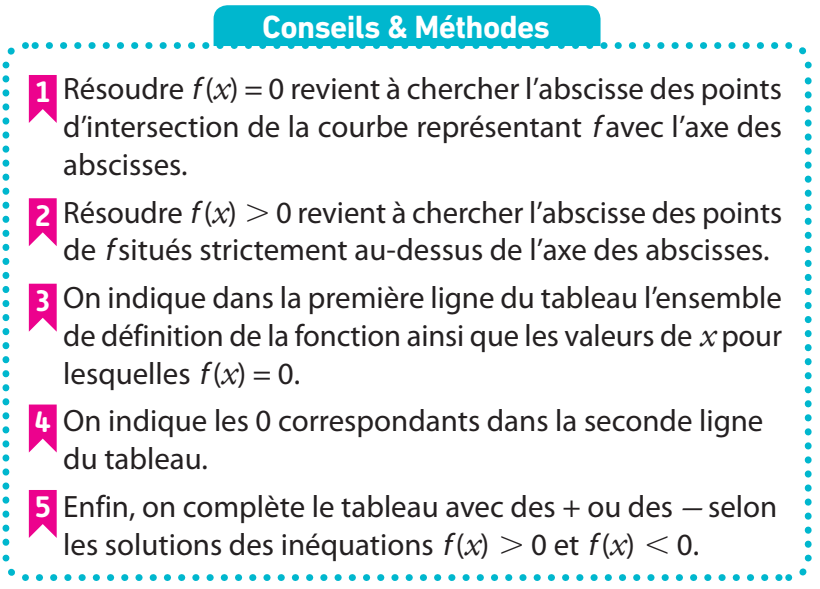 Conseils & Méthodes
1 Résoudre f(x) = 0 revient à chercher l'abscisse des points
d'intersection de la courbe représentant f avec l'axe des
abscisses.
2 Résoudre f(x) > 0 revient à chercher l'abscisse des points
de f situés strictement au-dessus de l'axe des abscisses.
3 On indique dans la première ligne du tableau l'ensemble
de définition de la fonction ainsi que les valeurs de x pour
lesquelles f(x) = 0.
4 On indique les 0 correspondants dans la seconde ligne
du tableau.
5 Enfin, on complète le tableau avec des + ou des – selon
les solutions des inéquations f(x) > 0 et f(x) < 0.